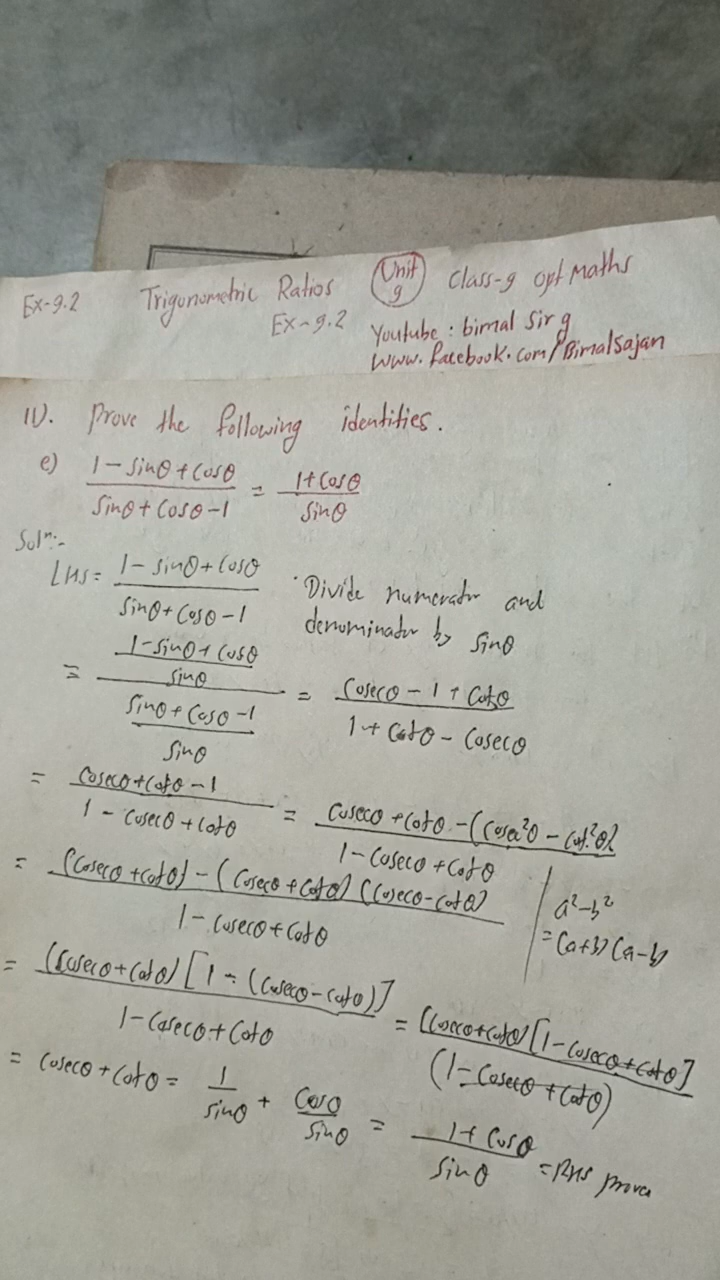 Ex-9.2 Trigonometric Ratios Unit 9 Class-9 opt Maths
Ex-9.2 Youtube: bimal Sir g
www.facebook.com/Bimalsajan
IV. Prove the following identities.
e) (1-sinθ+cosθ)/(sinθ+cosθ-1) = (1+cosθ)/sinθ
Solⁿ:-
LHS = (1-sinθ+cosθ)/(sinθ+cosθ-1) Divide numerator and denominator by sinθ
= ((1-sinθ+cosθ)/sinθ)/((sinθ+cosθ-1)/sinθ) = (cosecθ-1+cotθ)/(1+cotθ-cosecθ)
= (cosecθ+cotθ-1)/(1-cosecθ+cotθ) = (cosecθ+cotθ-(cosec²θ-cot²θ))/(1-cosecθ+cotθ)
= ((cosecθ+cotθ)-(cosecθ+cotθ)(cosecθ-cotθ))/(1-cosecθ+cotθ) | a²-b² = (a+b)(a-b)
= ((cosecθ+cotθ)[1-(cosecθ-cotθ)])/(1-cosecθ+cotθ) = ((cosecθ+cotθ)[1-cosecθ+cotθ])/(1-cosecθ+cotθ)
= cosecθ+cotθ = 1/sinθ + cosθ/sinθ = (1+cosθ)/sinθ = RHS proven